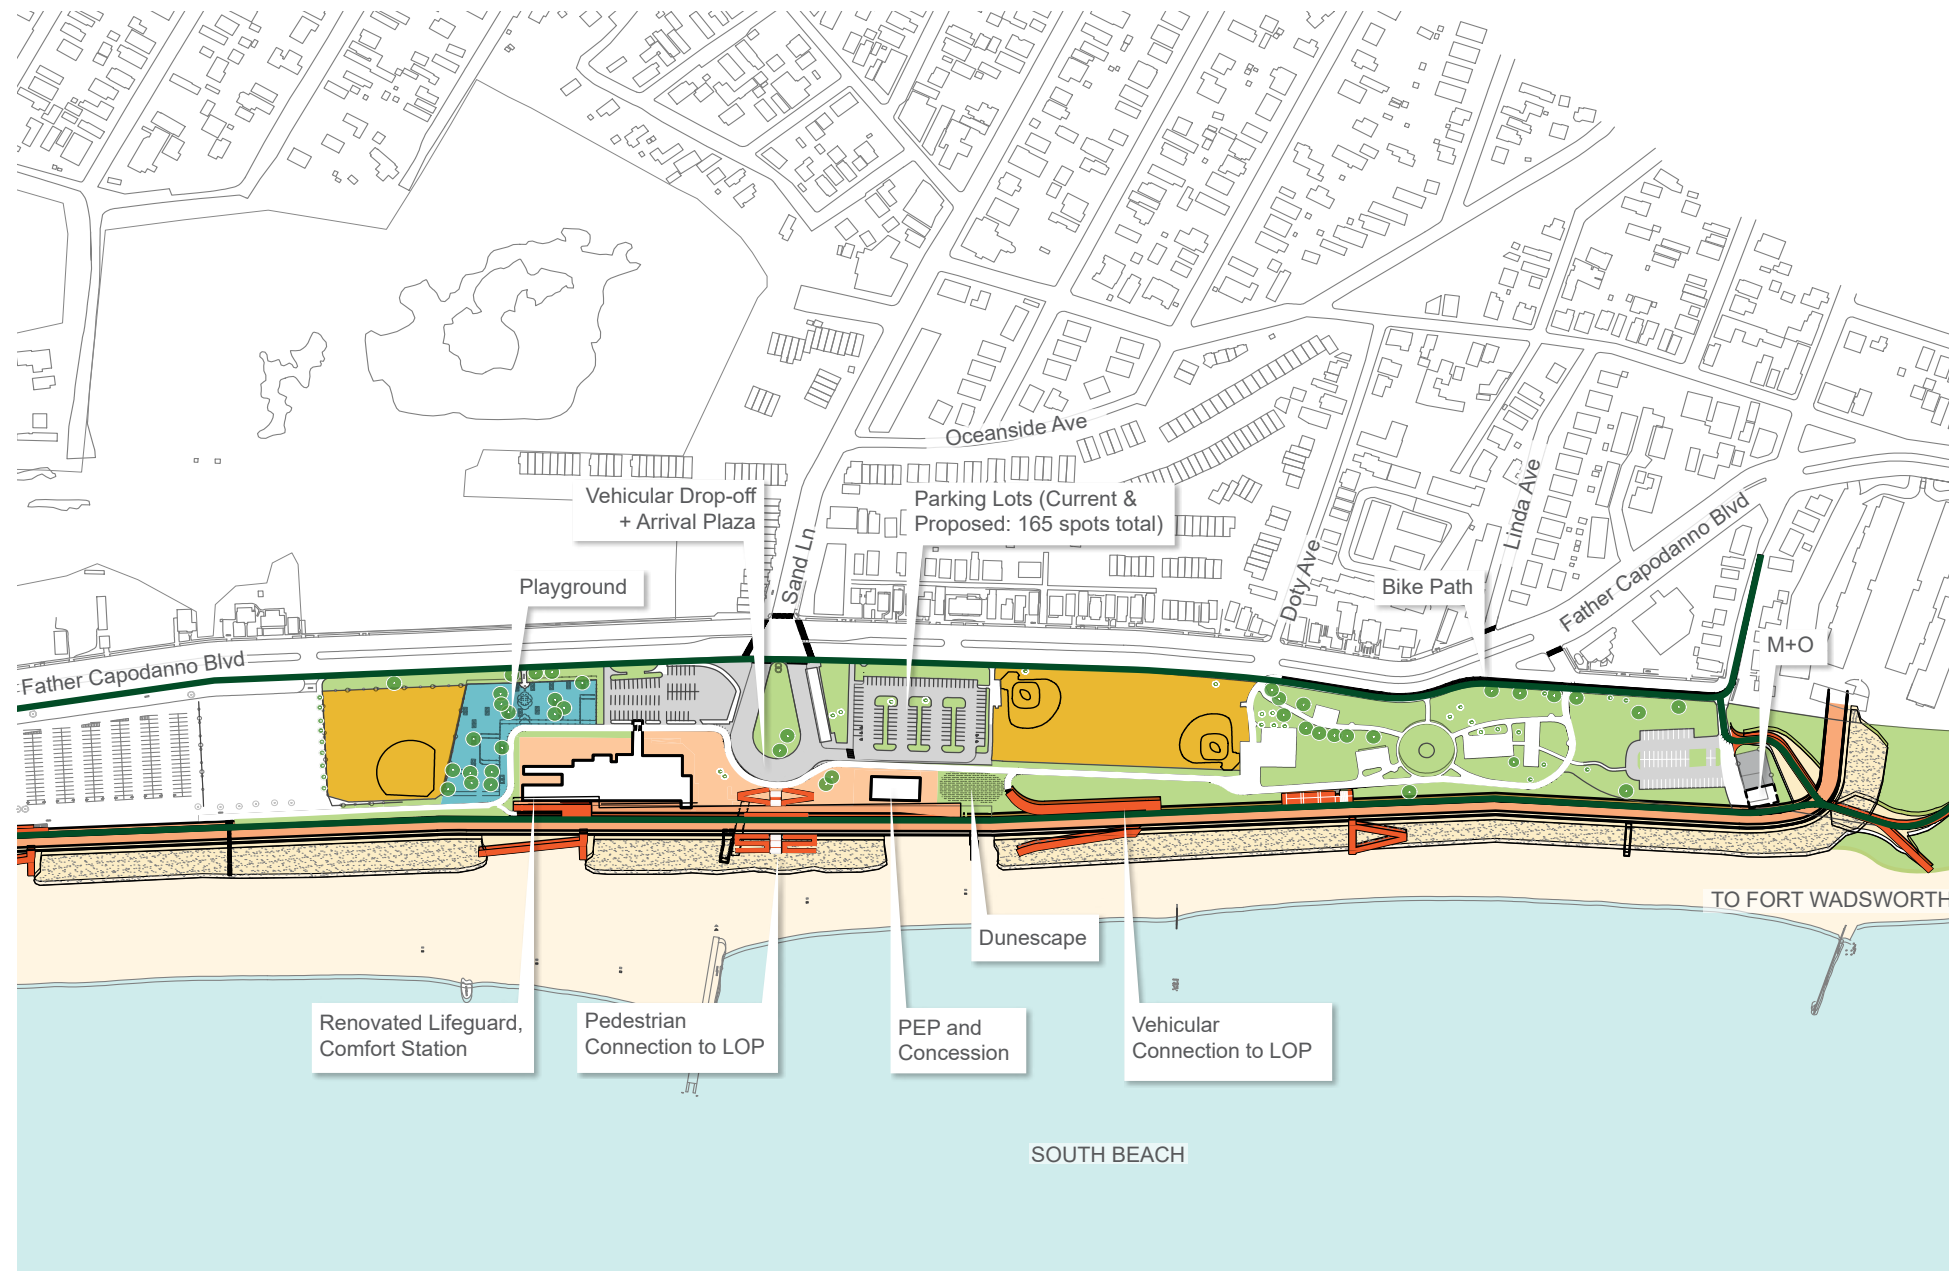 Oceanside Ave
Vehicular Drop-off
+ Arrival Plaza
Parking Lots (Current &
Proposed: 165 spots total)
Sand Ln
Linda Ave
Father Capodanno Blvd
Doty Ave
Playground
Bike Path
M+O
Father Capodanno Blvd
TO FORT WADSWORTH
Dunescape
Renovated Lifeguard,
Comfort Station
Pedestrian
Connection to LOP
PEP and
Concession
Vehicular
Connection to LOP
SOUTH BEACH